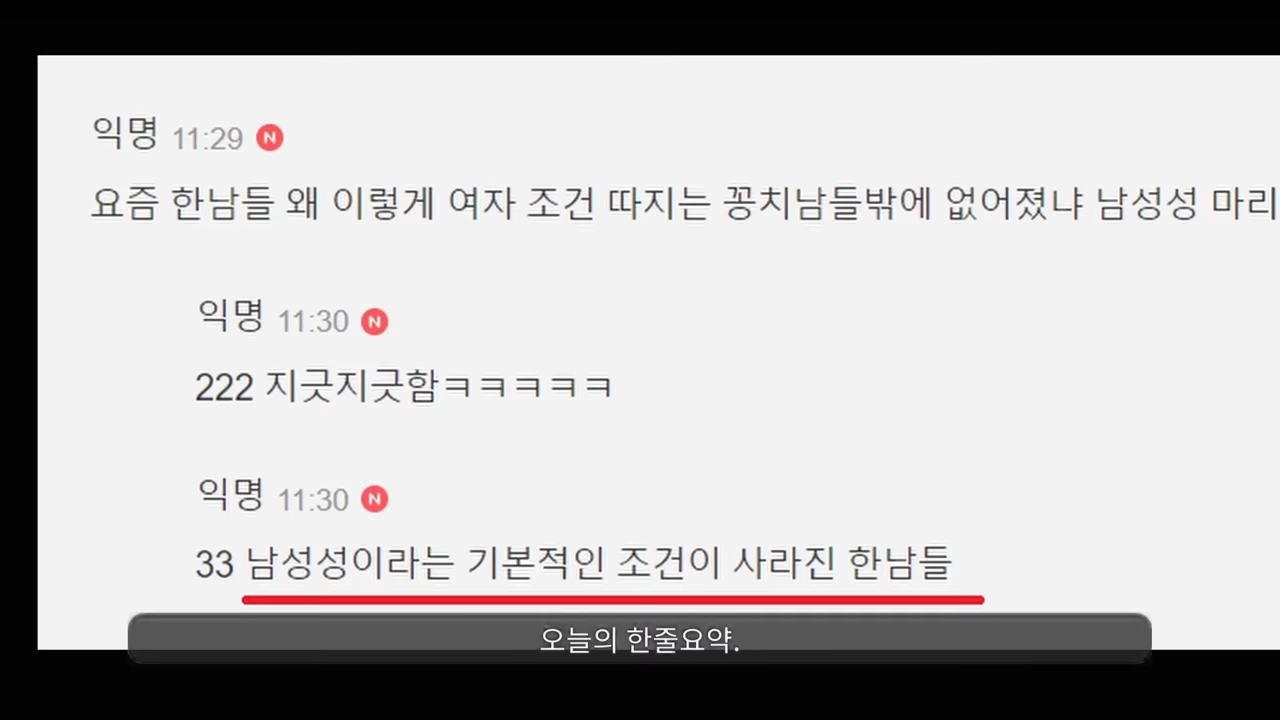 익명 11:29 N
요즘 한남들 왜 이렇게 여자 조건 따지는 꽁치남들밖에 없어졌냐 남성성 마리
익명 11:30 N
222 지긋지긋함ㅋㅋㅋㅋㅋ
익명 11:30 N
33 남성성이라는 기본적인 조건이 사라진 한남들
오늘의 한줄요약.